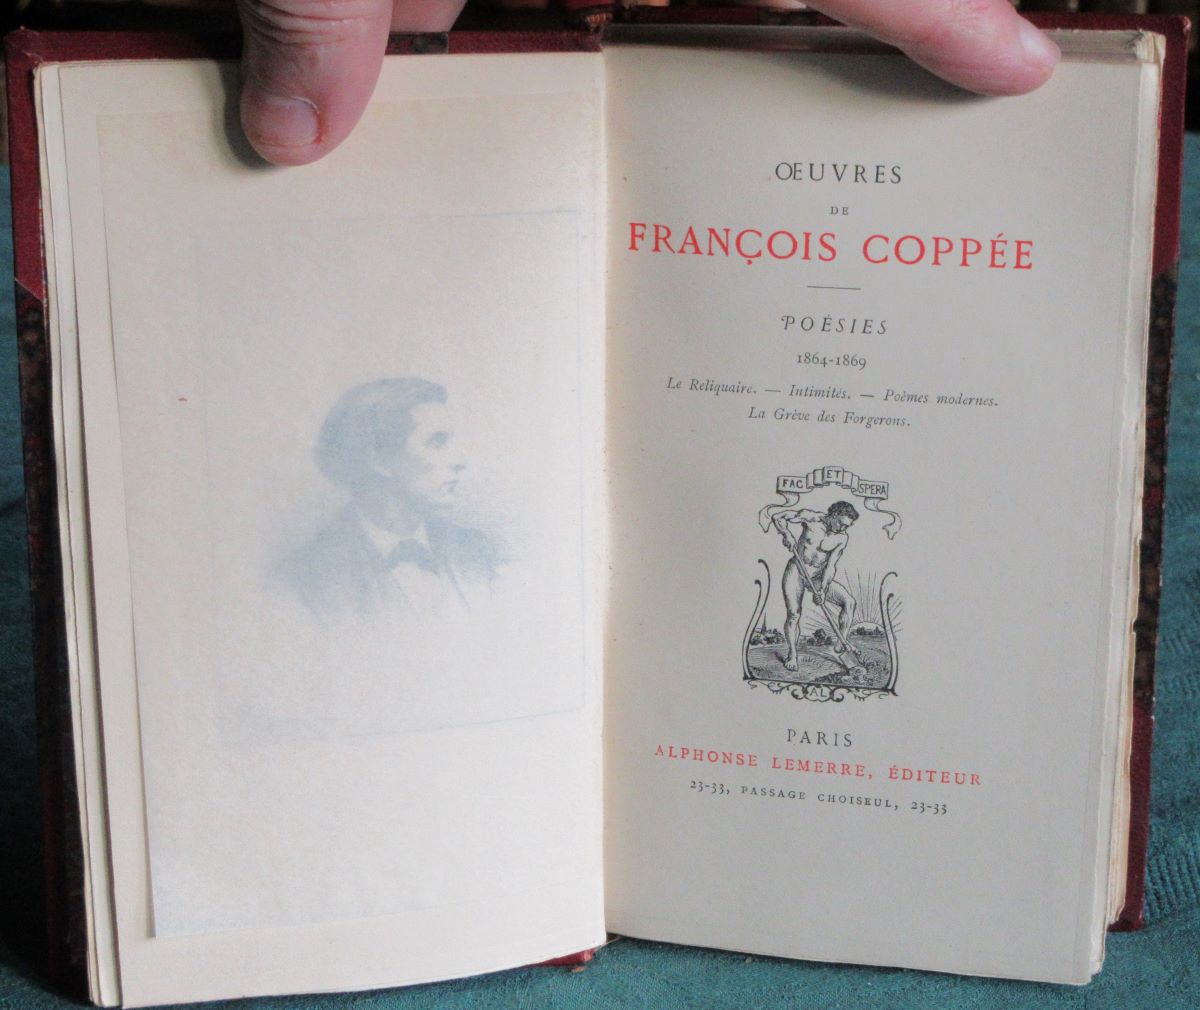 ŒUVRES
DE
FRANÇOIS COPPÉE
POÉSIES
1864-1869
Le Reliquaire. — Intimités. — Poèmes modernes.
La Grève des Forgerons.
FAC ET SPERA
AL
PARIS
ALPHONSE LEMERRE, ÉDITEUR
23-33, PASSAGE CHOISEUL, 23-33